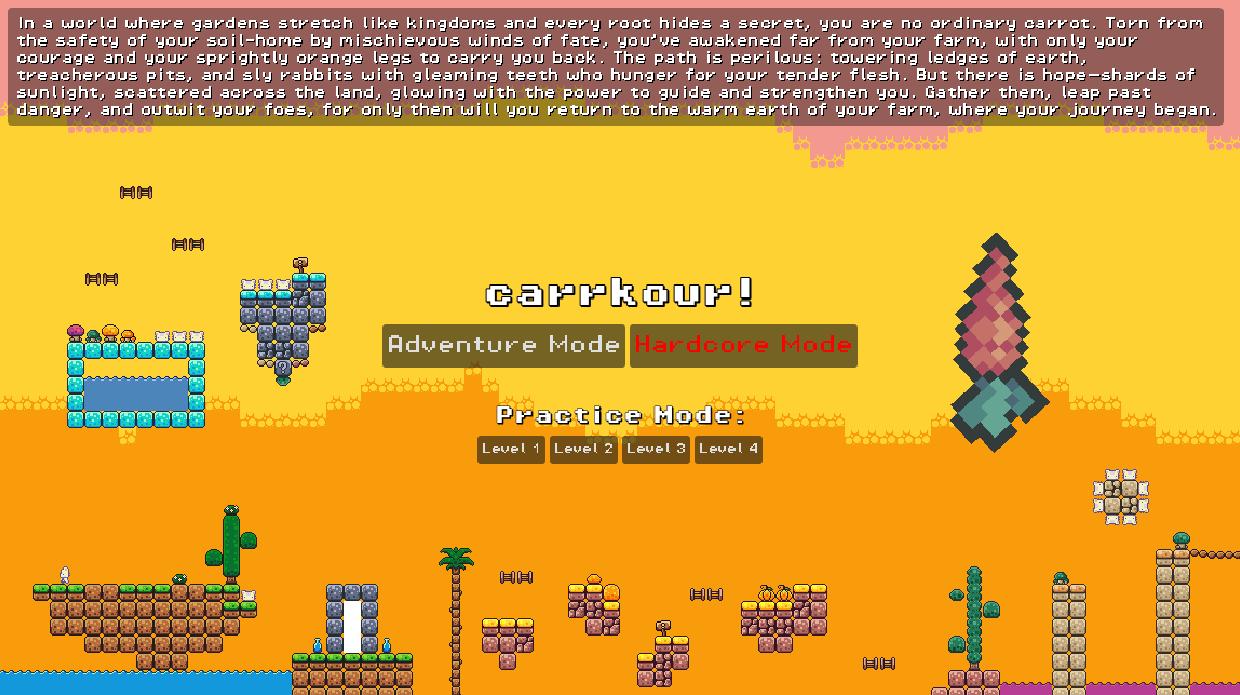 In a world where gardens stretch like kingdoms and every root hides a secret, you are no ordinary carrot. Torn from
the safety of your soil-home by mischievous winds of fate, you've awakened far from your farm, with only your
courage and your sprightly orange legs to carry you back. The path is perilous: towering ledges of earth,
treacherous pits, and sly rabbits with gleaming teeth who hunger for your tender flesh. But there is hope-shards of
sunlight, scattered across the land, glowing with the power to guide and strengthen you. Gather them, leap past
danger, and outwit your foes, for only then will you return to the warm earth of your farm, where your journey began.
carrkour!
Adventure Mode Hardcore Mode
Practice Mode:
Level 1 Level 2 Level 3 Level 4
?